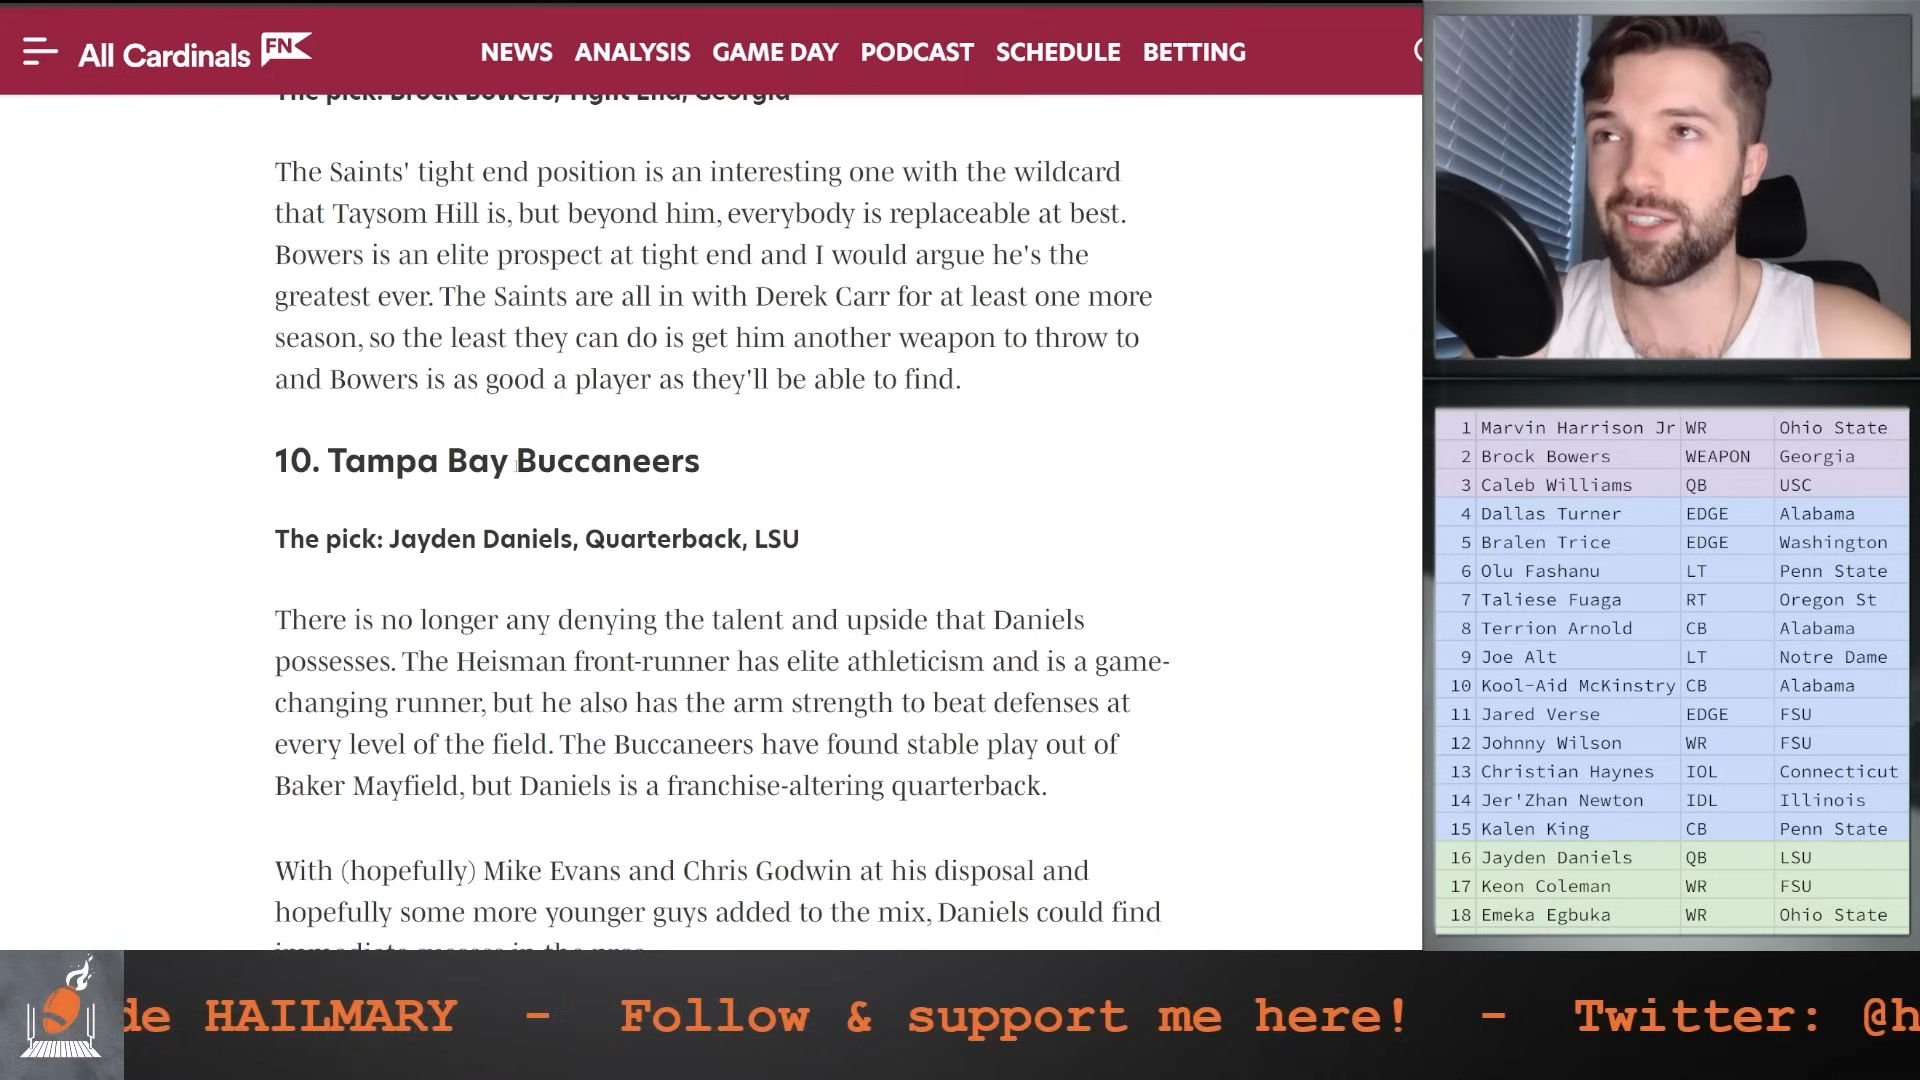 All Cardinals FN
NEWS ANALYSIS GAME DAY PODCAST SCHEDULE BETTING
The pick: Brock Bowers, Tight End, Georgia
The Saints' tight end position is an interesting one with the wildcard
that Taysom Hill is, but beyond him, everybody is replaceable at best.
Bowers is an elite prospect at tight end and I would argue he's the
greatest ever. The Saints are all in with Derek Carr for at least one more
season, so the least they can do is get him another weapon to throw to
and Bowers is as good a player as they'll be able to find.
10. Tampa Bay Buccaneers
The pick: Jayden Daniels, Quarterback, LSU
There is no longer any denying the talent and upside that Daniels
possesses. The Heisman front-runner has elite athleticism and is a game-
changing runner, but he also has the arm strength to beat defenses at
every level of the field. The Buccaneers have found stable play out of
Baker Mayfield, but Daniels is a franchise-altering quarterback.
With (hopefully) Mike Evans and Chris Godwin at his disposal and
hopefully some more younger guys added to the mix, Daniels could find
immediate success in the pros.
1 Marvin Harrison Jr WR Ohio State
2 Brock Bowers WEAPON Georgia
3 Caleb Williams QB USC
4 Dallas Turner EDGE Alabama
5 Bralen Trice EDGE Washington
6 Olu Fashanu LT Penn State
7 Taliese Fuaga RT Oregon St
8 Terrion Arnold CB Alabama
9 Joe Alt LT Notre Dame
10 Kool-Aid McKinstry CB Alabama
11 Jared Verse EDGE FSU
12 Johnny Wilson WR FSU
13 Christian Haynes IOL Connecticut
14 Jer'Zhan Newton IDL Illinois
15 Kalen King CB Penn State
16 Jayden Daniels QB LSU
17 Keon Coleman WR FSU
18 Emeka Egbuka WR Ohio State
de HAILMARY - Follow & support me here! - Twitter: @h